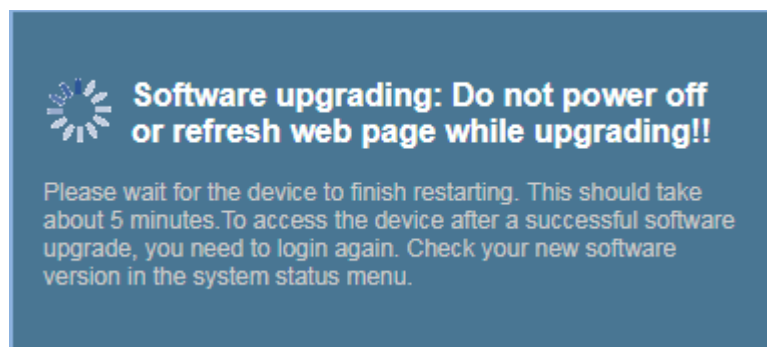 Software upgrading: Do not power off
or refresh web page while upgrading!!
Please wait for the device to finish restarting. This should take
about 5 minutes.To access the device after a successful software
upgrade, you need to login again. Check your new software
version in the system status menu.